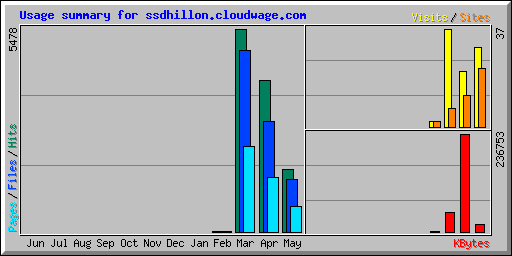 Usage summary for ssdhillon.cloudwage.com
Visits/Sites
5478
37
Pages/Files/Hits
236753
Jun Jul Aug Sep Oct Nov Dec Jan Feb Mar Apr May
KBytes